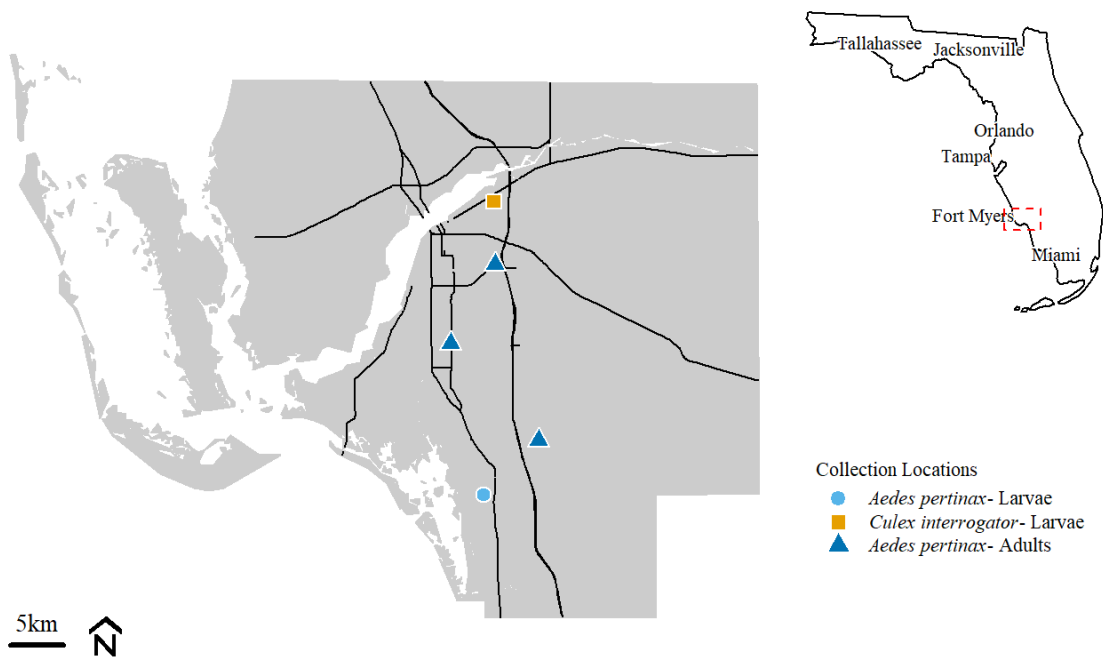 Tallahassee
Jacksonville
Orlando
Tampa
Fort Myers
Miami
Collection Locations
Aedes pertinax- Larvae
Culex interrogator- Larvae
Aedes pertinax- Adults
5km
N